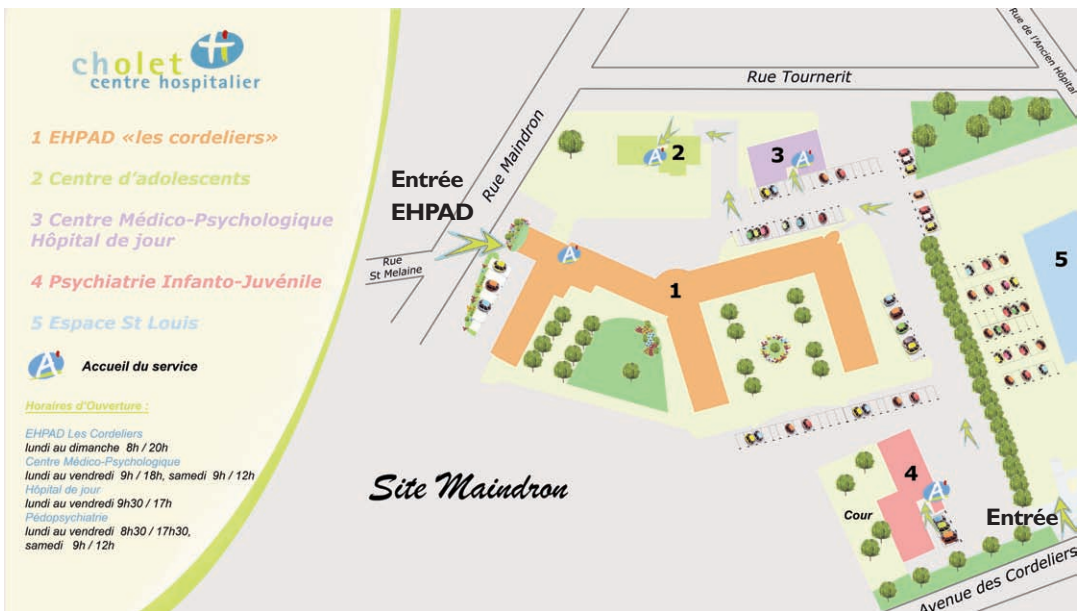 cholet
centre hospitalier
1 EHPAD «les cordeliers»
2 Centre d'adolescents
3 Centre Médico-Psychologique
Hôpital de jour
4 Psychiatrie Infanto-Juvénile
5 Espace St Louis
A Accueil du service
Horaires d'Ouverture :
EHPAD Les Cordeliers
lundi au dimanche 8h / 20h
Centre Médico-Psychologique
lundi au vendredi 9h / 18h, samedi 9h / 12h
Hôpital de jour
lundi au vendredi 9h30 / 17h
Pédopsychiatrie
lundi au vendredi 8h30 / 17h30,
samedi 9h / 12h
Rue de l'Ancien Hôpital
Rue Tournerit
Rue Maindron
A 2
3 A
Entrée
EHPAD
Rue
St Melaine
A
1
5
Site Maindron
4
A
Cour
Entrée
Avenue des Cordeliers